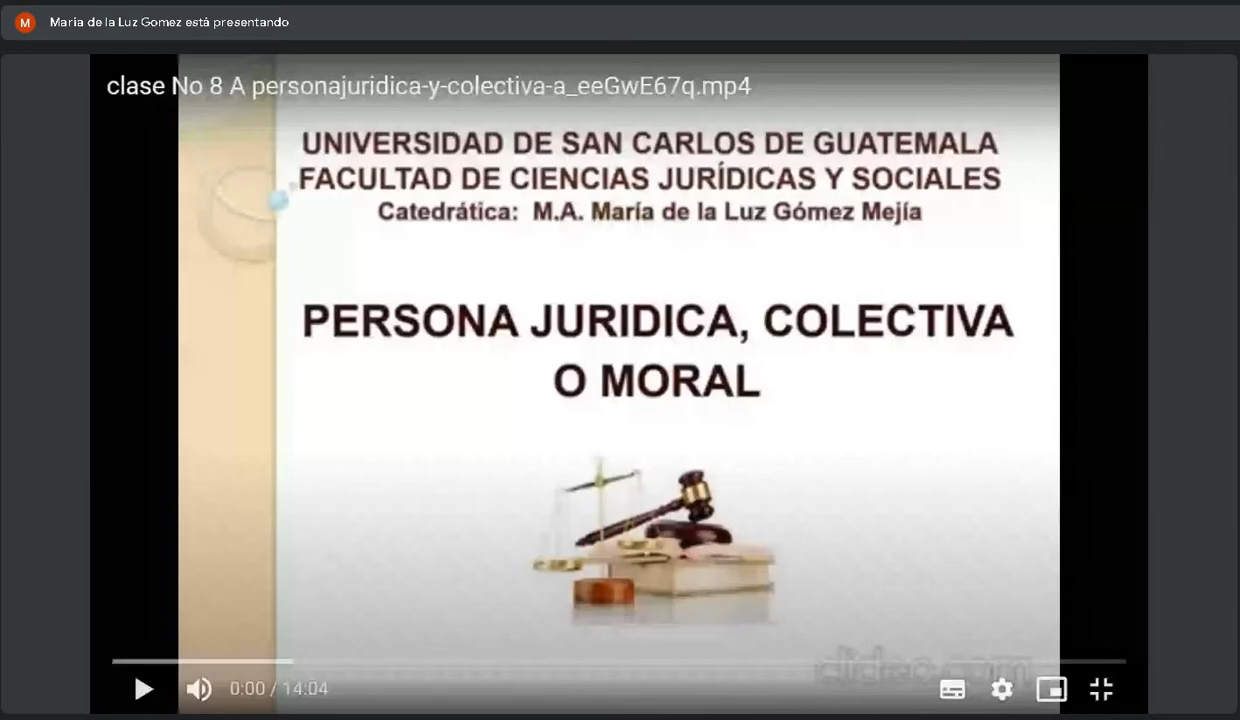 M María de la Luz Gomez está presentando
clase No 8 A personajuridica-y-colectiva-a_eeGwE67q.mp4
UNIVERSIDAD DE SAN CARLOS DE GUATEMALA
FACULTAD DE CIENCIAS JURÍDICAS Y SOCIALES
Catedrática: M.A. María de la Luz Gómez Mejía
PERSONA JURIDICA, COLECTIVA
O MORAL
0:00 / 14:04